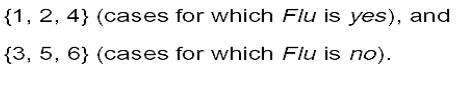 {1, 2, 4} (cases for which Flu is yes), and
{3, 5, 6} (cases for which Flu is no).